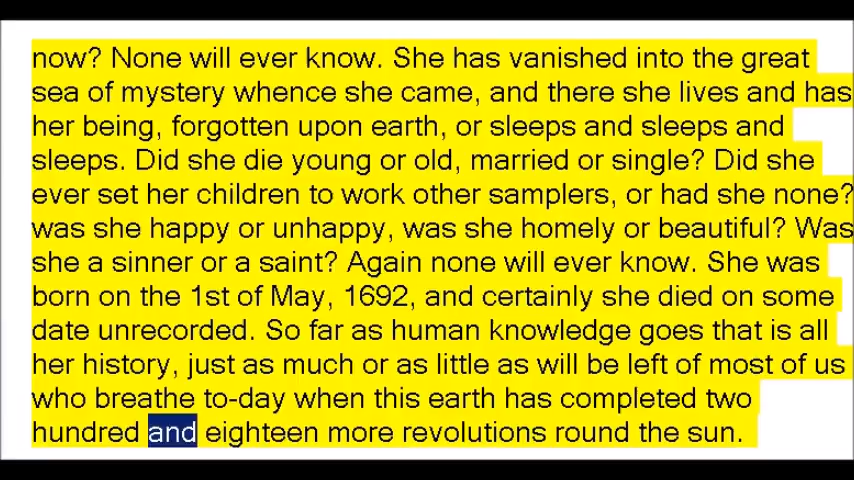 now? None will ever know. She has vanished into the great
sea of mystery whence she came, and there she lives and has
her being, forgotten upon earth, or sleeps and sleeps and
sleeps. Did she die young or old, married or single? Did she
ever set her children to work other samplers, or had she none?
was she happy or unhappy, was she homely or beautiful? Was
she a sinner or a saint? Again none will ever know. She was
born on the 1st of May, 1692, and certainly she died on some
date unrecorded. So far as human knowledge goes that is all
her history, just as much or as little as will be left of most of us
who breathe to-day when this earth has completed two
hundred and eighteen more revolutions round the sun.